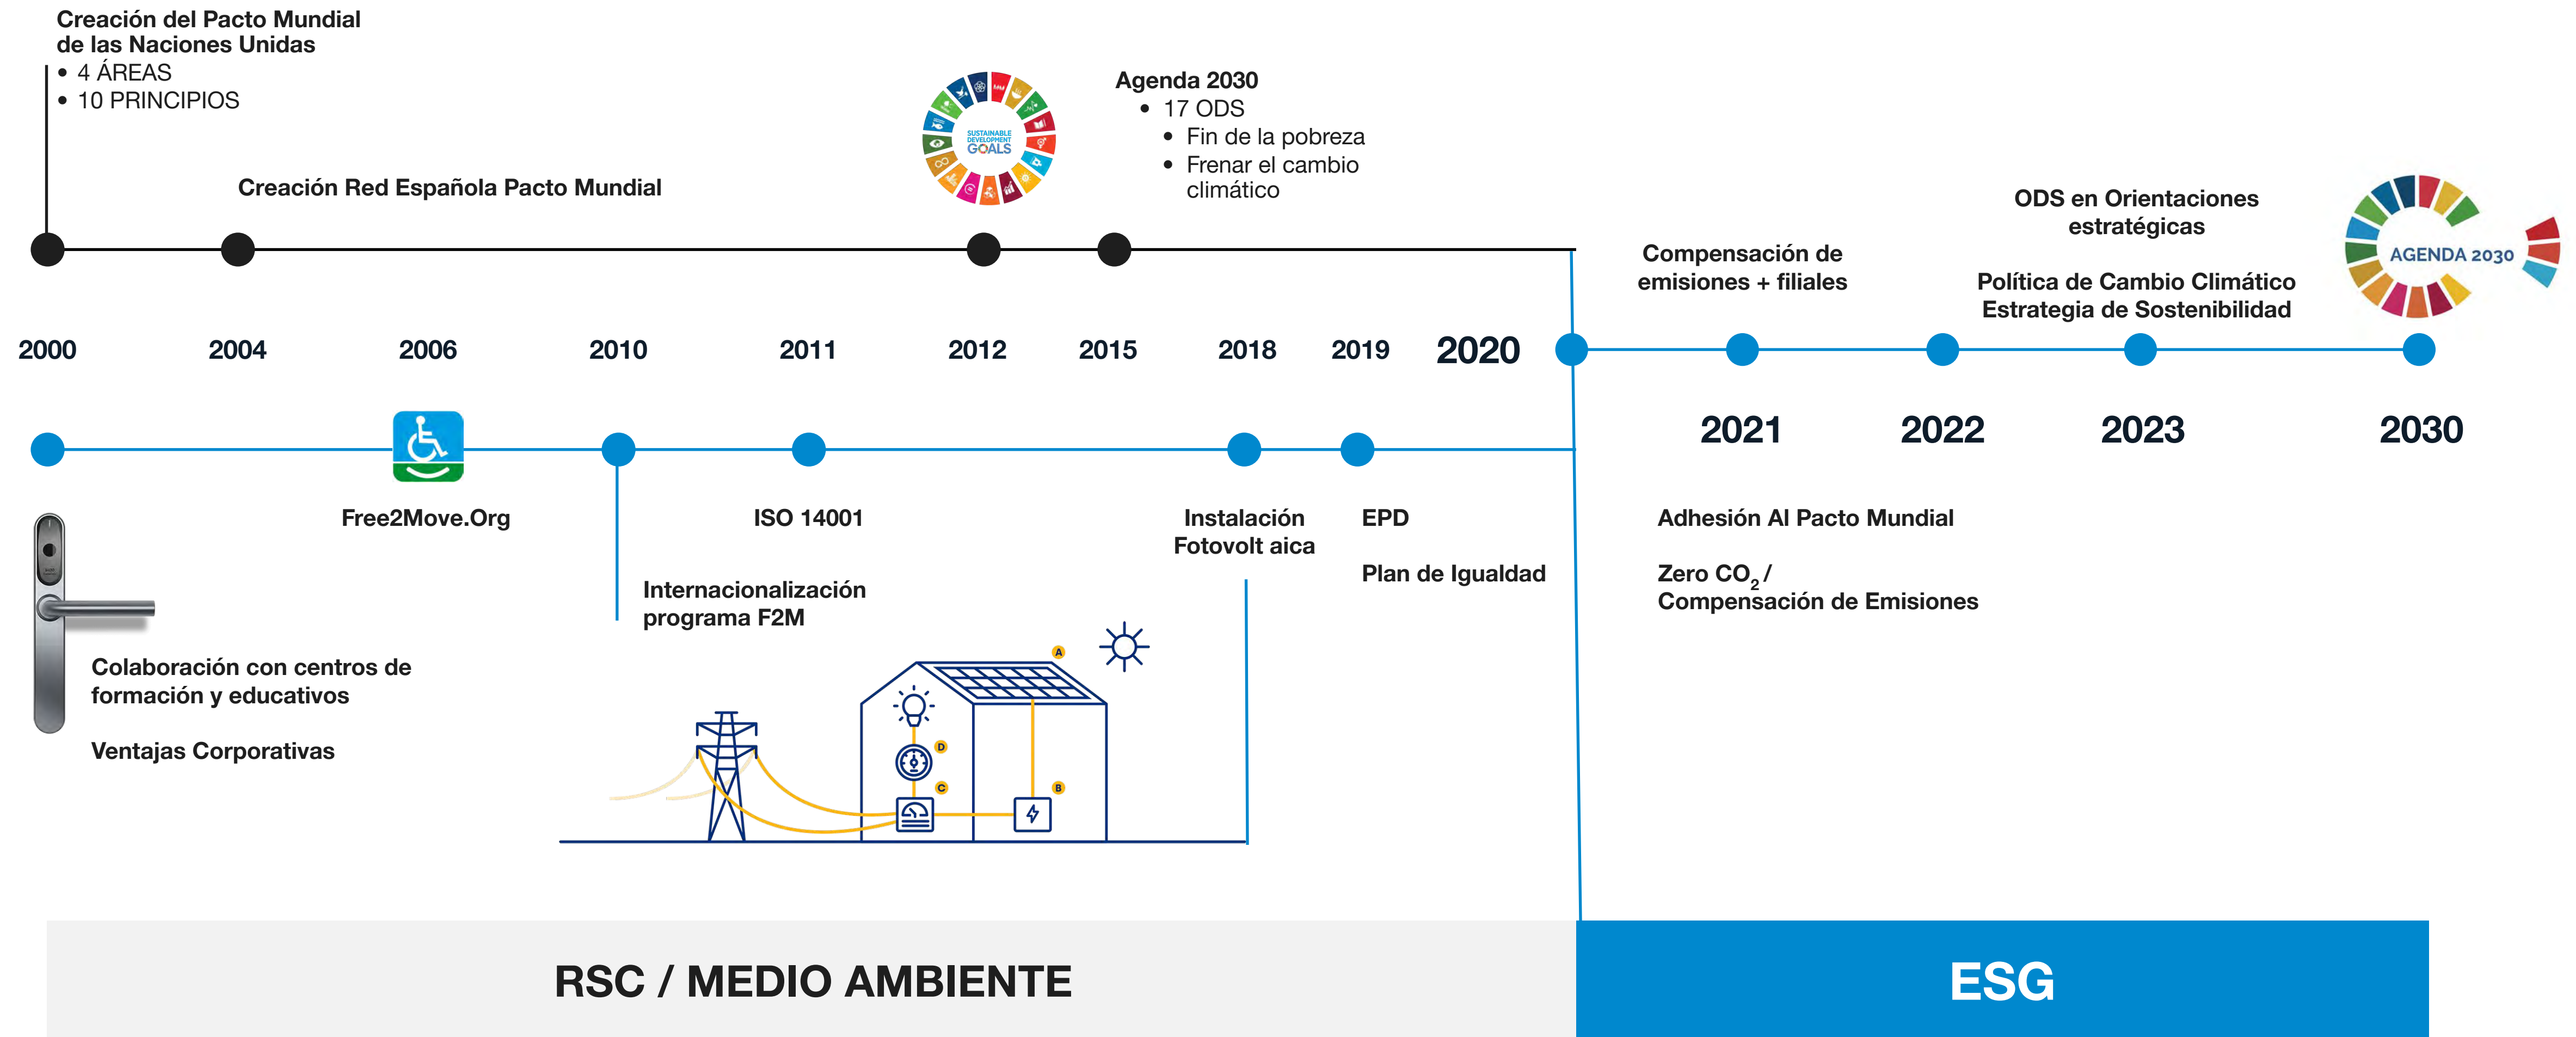 Creación del Pacto Mundial
de las Naciones Unidas
• 4 ÁREAS
• 10 PRINCIPIOS
Creación Red Española Pacto Mundial
SUSTAINABLE
DEVELOPMENT
GOALS
Agenda 2030
• 17 ODS
• Fin de la pobreza
• Frenar el cambio
climático
Compensación de
emisiones + filiales
ODS en Orientaciones
estratégicas
Política de Cambio Climático
Estrategia de Sostenibilidad
AGENDA 2030
2000
2004
2006
2010
2011
2012
2015
2018
2019
2020
2021
2022
2023
2030
Colaboración con centros de
formación y educativos
Ventajas Corporativas
Free2Move.Org
Internacionalización
programa F2M
ISO 14001
A
D
C
B
Instalación
Fotovolt aica
EPD
Plan de Igualdad
Adhesión Al Pacto Mundial
Zero CO₂ /
Compensación de Emisiones
RSC / MEDIO AMBIENTE
ESG